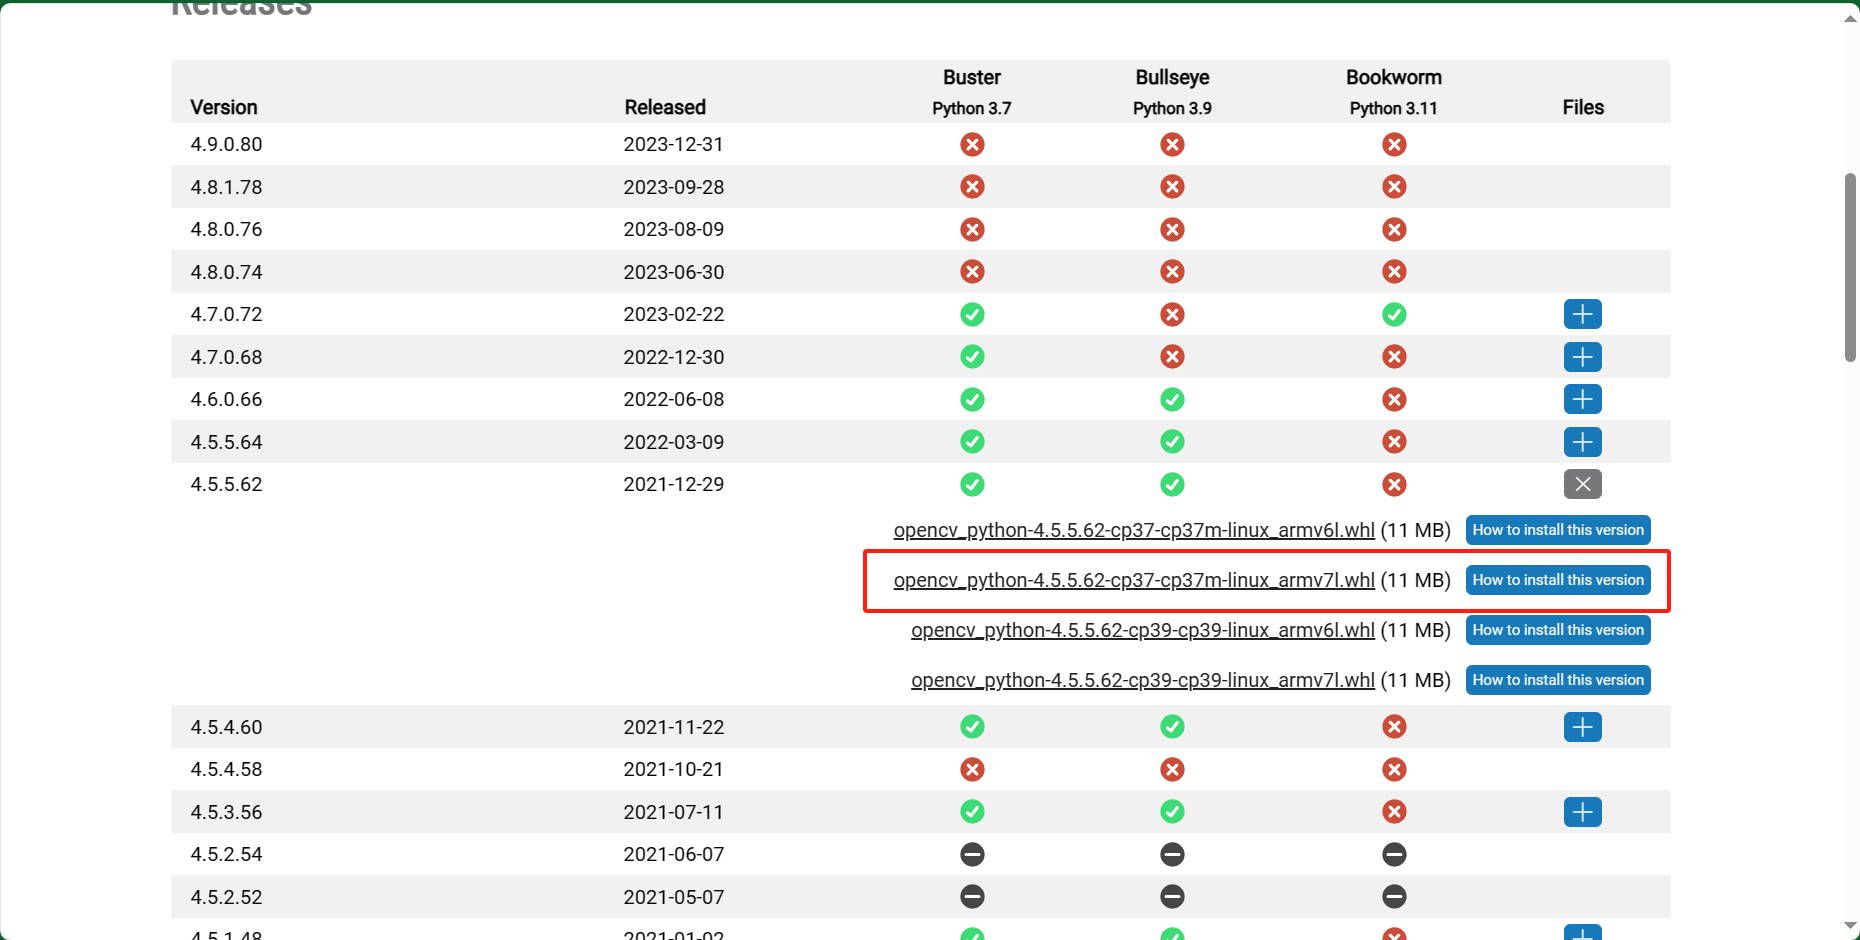 Releases
Buster Bullseye Bookworm
Version Released Python 3.7 Python 3.9 Python 3.11 Files
4.9.0.80 2023-12-31
4.8.1.78 2023-09-28
4.8.0.76 2023-08-09
4.8.0.74 2023-06-30
4.7.0.72 2023-02-22
4.7.0.68 2022-12-30
4.6.0.66 2022-06-08
4.5.5.64 2022-03-09
4.5.5.62 2021-12-29
opencv_python-4.5.5.62-cp37-cp37m-linux_armv6l.whl (11 MB) How to install this version
opencv_python-4.5.5.62-cp37-cp37m-linux_armv7l.whl (11 MB) How to install this version
opencv_python-4.5.5.62-cp39-cp39-linux_armv6l.whl (11 MB) How to install this version
opencv_python-4.5.5.62-cp39-cp39-linux_armv7l.whl (11 MB) How to install this version
4.5.4.60 2021-11-22
4.5.4.58 2021-10-21
4.5.3.56 2021-07-11
4.5.2.54 2021-06-07
4.5.2.52 2021-05-07
4.5.1.48 2021-01-02